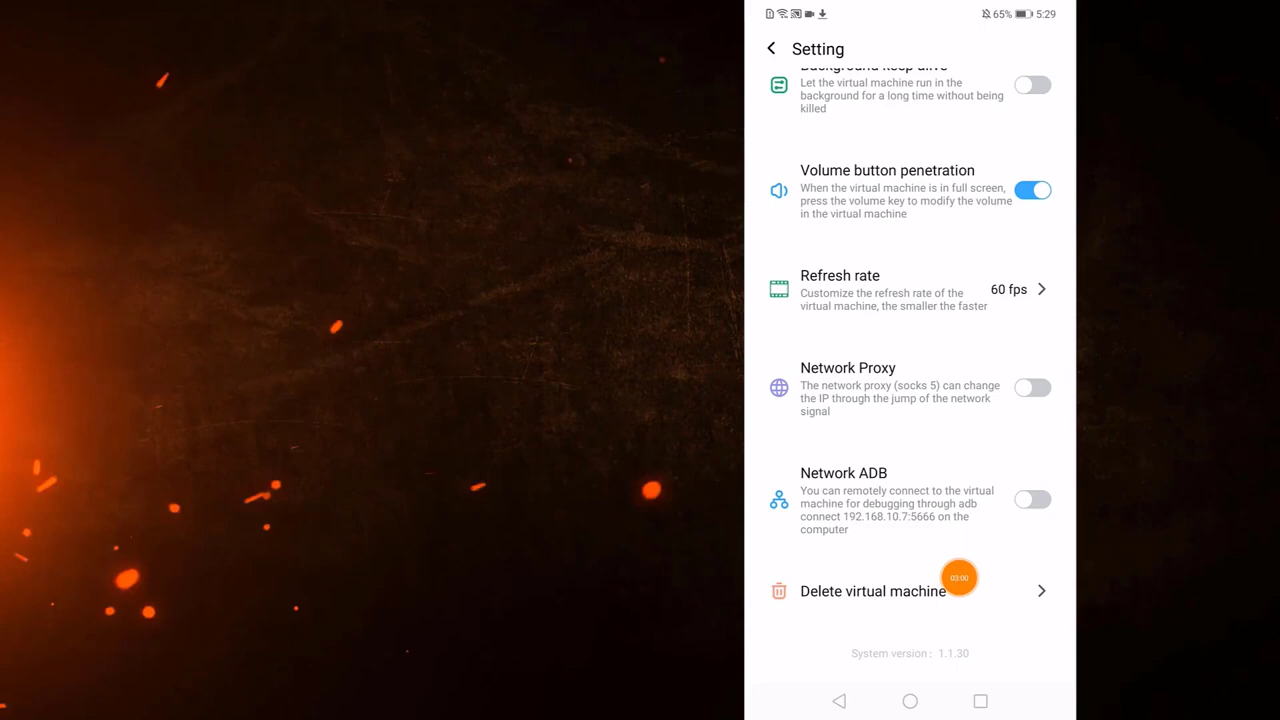 65% 5:29
Setting
Background keep alive
Let the virtual machine run in the
background for a long time without being
killed
Volume button penetration
When the virtual machine is in full screen,
press the volume key to modify the volume
in the virtual machine
Refresh rate
60 fps
Customize the refresh rate of the
virtual machine, the smaller the faster
Network Proxy
The network proxy (socks 5) can change
the IP through the jump of the network
signal
Network ADB
You can remotely connect to the virtual
machine for debugging through adb
connect 192.168.10.7:5666 on the
computer
03:00
Delete virtual machine
System version : 1.1.30